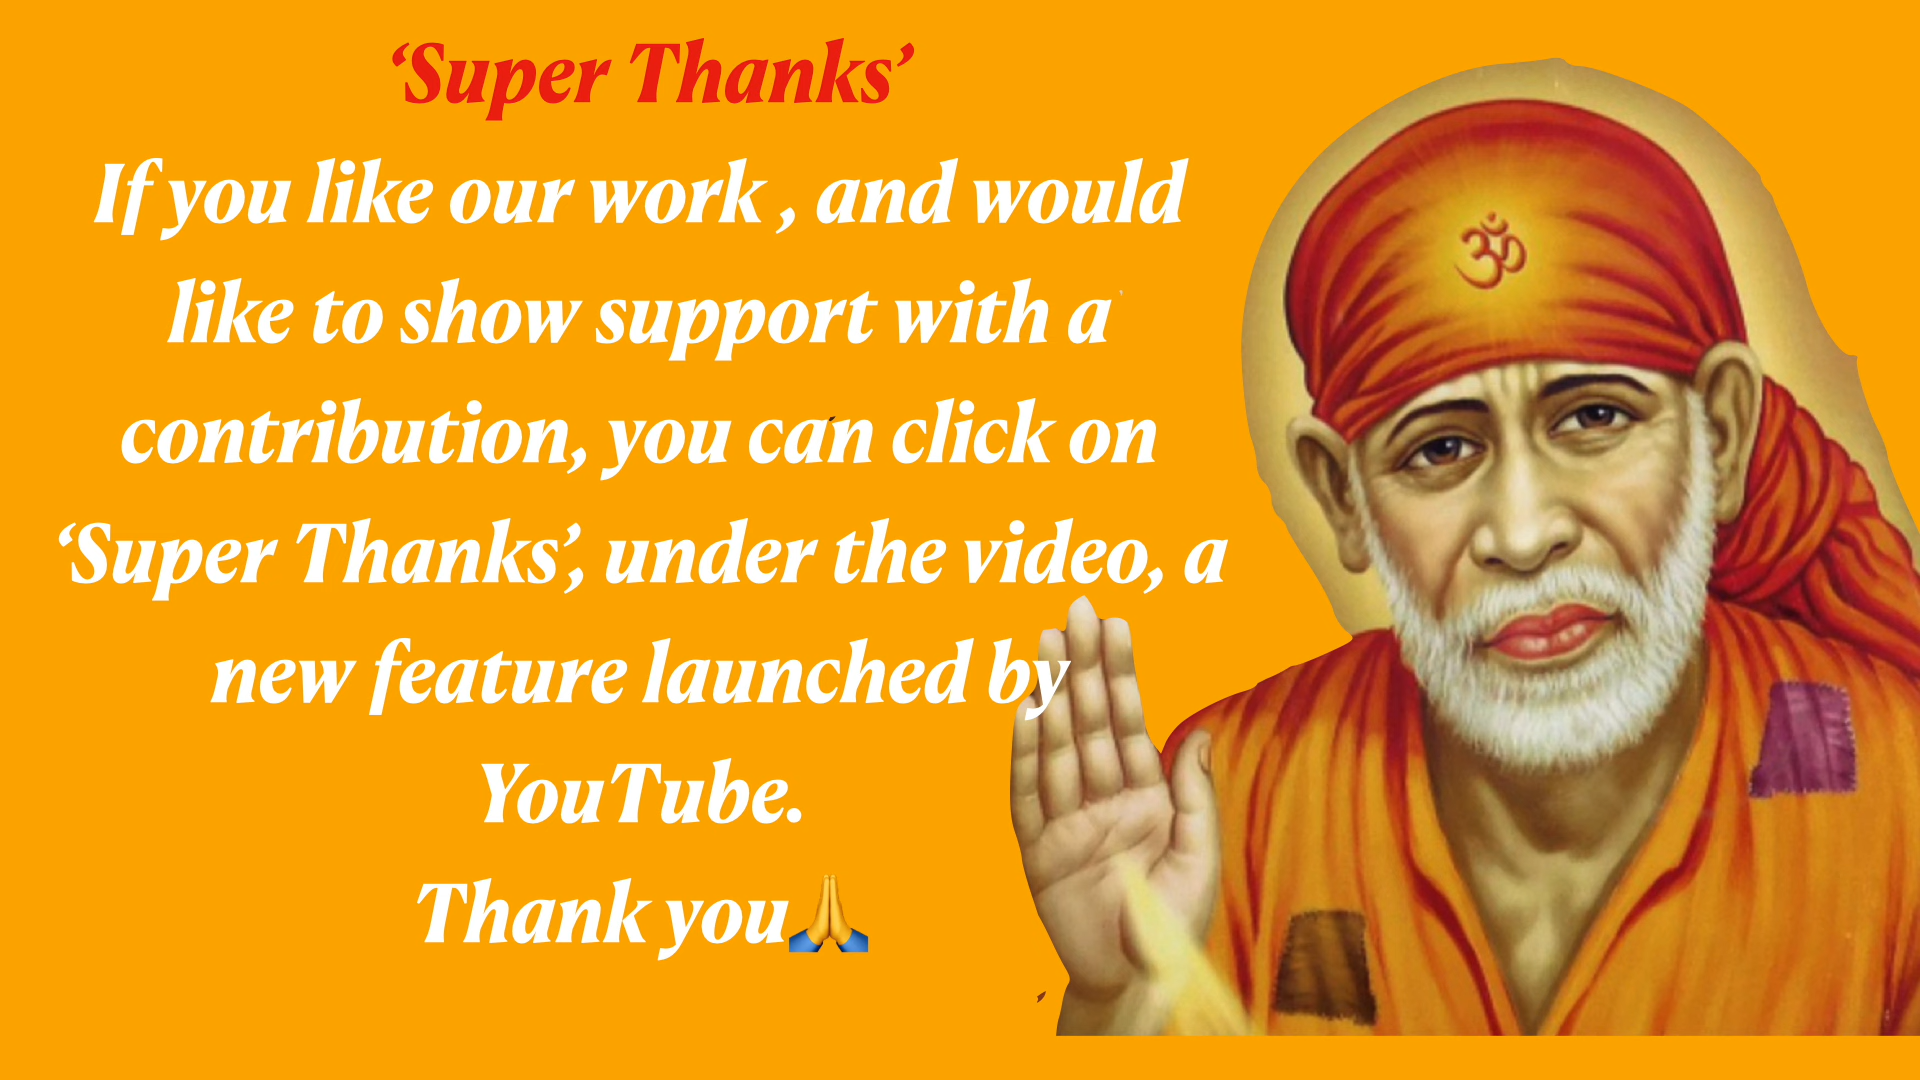 ‘Super Thanks’
If you like our work , and would
like to show support with a
contribution, you can click on
‘Super Thanks’, under the video, a
new feature launched by
YouTube.
Thank you🙏
ॐ